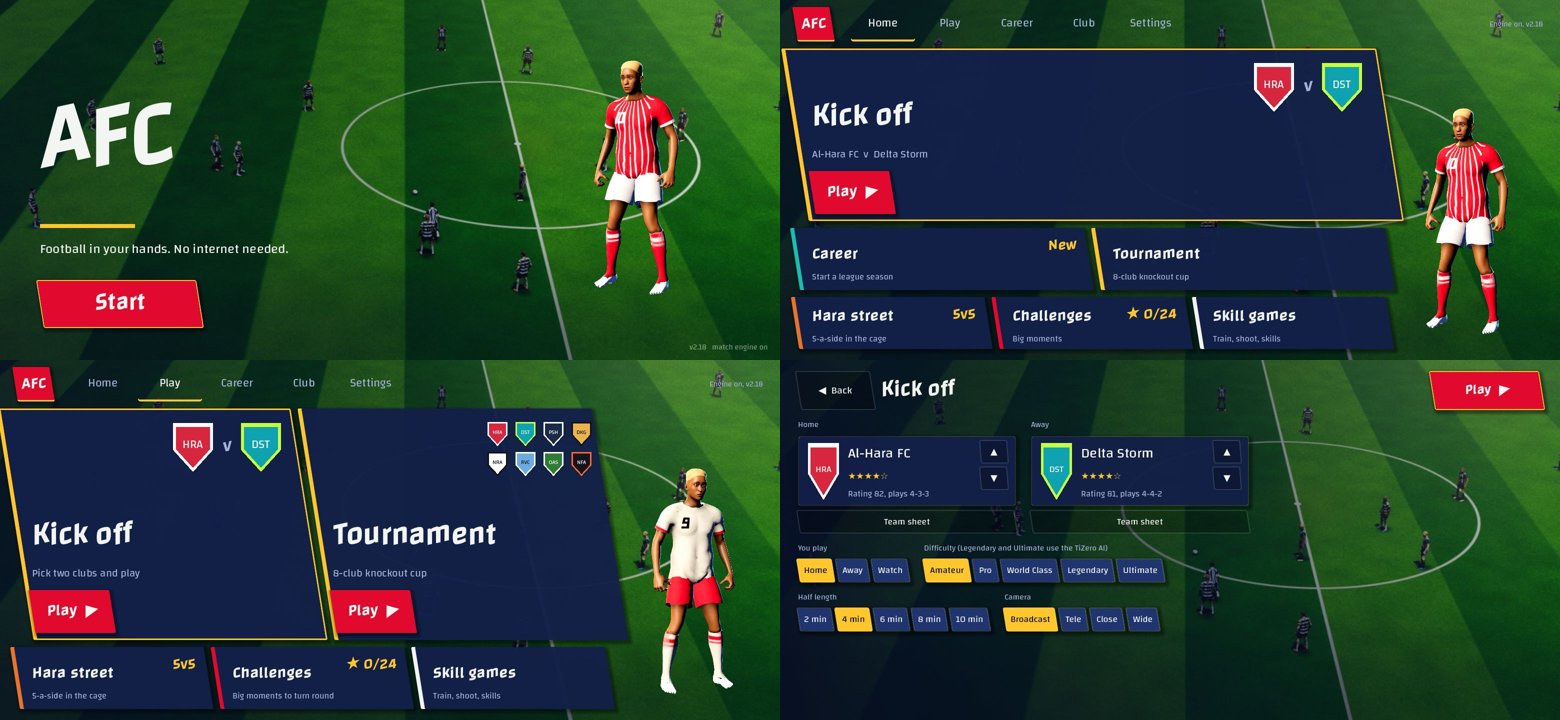 AFC
Football in your hands. No internet needed.
Start
v2.18 match engine on
10
AFC Home Play Career Club Settings
Engine on, v2.18
HRA v DST
Kick off
Al-Hara FC v Delta Storm
Play ▶
10
Career New
Start a league season
Tournament
8-club knockout cup
Hara street 5v5
5-a-side in the cage
Challenges ★ 0/24
Big moments
Skill games
Train, shoot, skills
AFC Home Play Career Club Settings
Engine on, v2.18
HRA v DST
Kick off
Pick two clubs and play
Play ▶
HRA DST PSH DKG
NRA RVC OAS NFA
Tournament
8-club knockout cup
Play ▶
9
Hara street 5v5
5-a-side in the cage
Challenges ★ 0/24
Big moments to turn round
Skill games
Train, shoot, skills
◀ Back
Kick off
Play ▶
Home
HRA
Al-Hara FC
★★★★☆
Rating 82, plays 4-3-3
▲
▼
Team sheet
Away
DST
Delta Storm
★★★★☆
Rating 81, plays 4-4-2
▲
▼
Team sheet
You play
Home Away Watch
Difficulty (Legendary and Ultimate use the TiZero AI)
Amateur Pro World Class Legendary Ultimate
Half length
2 min 4 min 6 min 8 min 10 min
Camera
Broadcast Tele Close Wide